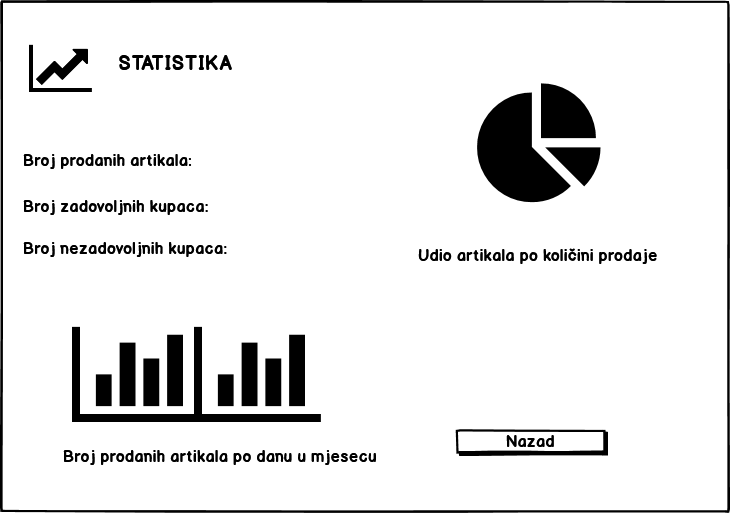 STATISTIKA
Broj prodanih artikala:
Broj zadovoljnih kupaca:
Broj nezadovoljnih kupaca:
Udio artikala po količini prodaje
Broj prodanih artikala po danu u mjesecu
Nazad